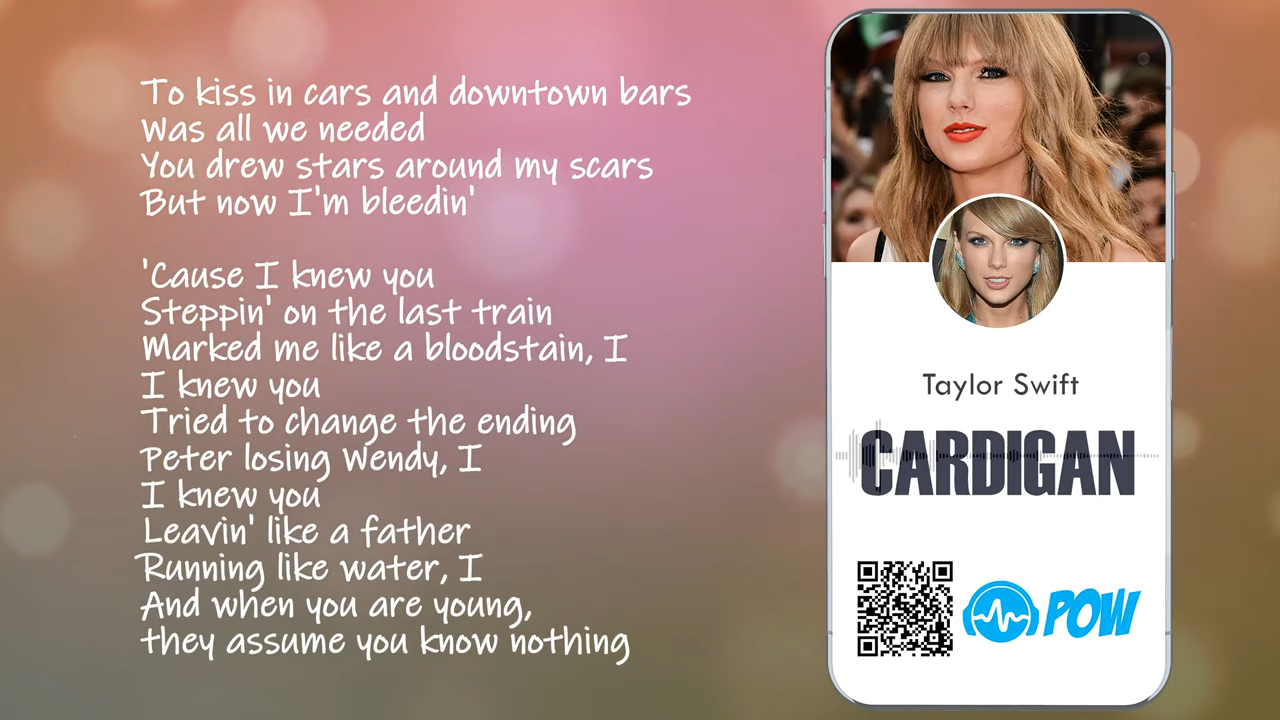 To kiss in cars and downtown bars
Was all we needed
You drew stars around my scars
But now I'm bleedin'
'Cause I knew you
Steppin' on the last train
Marked me like a bloodstain, I
I knew you
Tried to change the ending
Peter losing Wendy, I
I knew you
Leavin' like a father
Running like water, I
And when you are young,
they assume you know nothing
Taylor Swift
CARDIGAN
POW